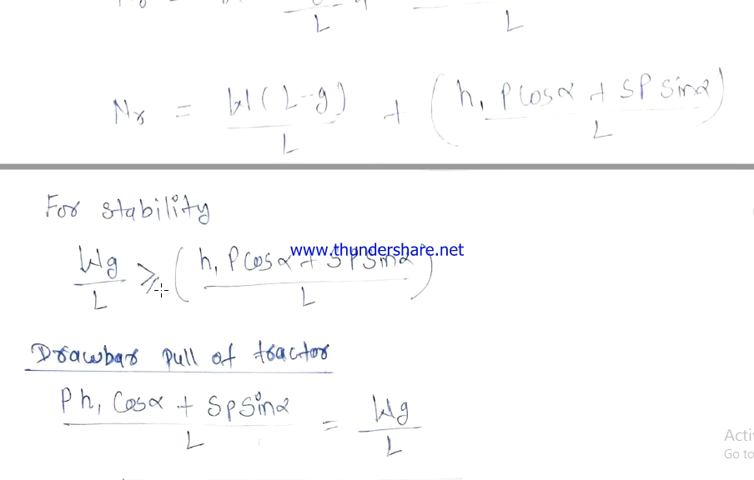 L L
Nr = W(L-g)/L + (h₁ P Cosα + SP Sinα / L)
For stability
Wg/L ≥ (h₁ P Cosα + SP Sinα / L)
www.thundershare.net
Drawbar pull of tractor
Ph₁ Cosα + SP Sinα / L = Wg/L
Acti
Go to